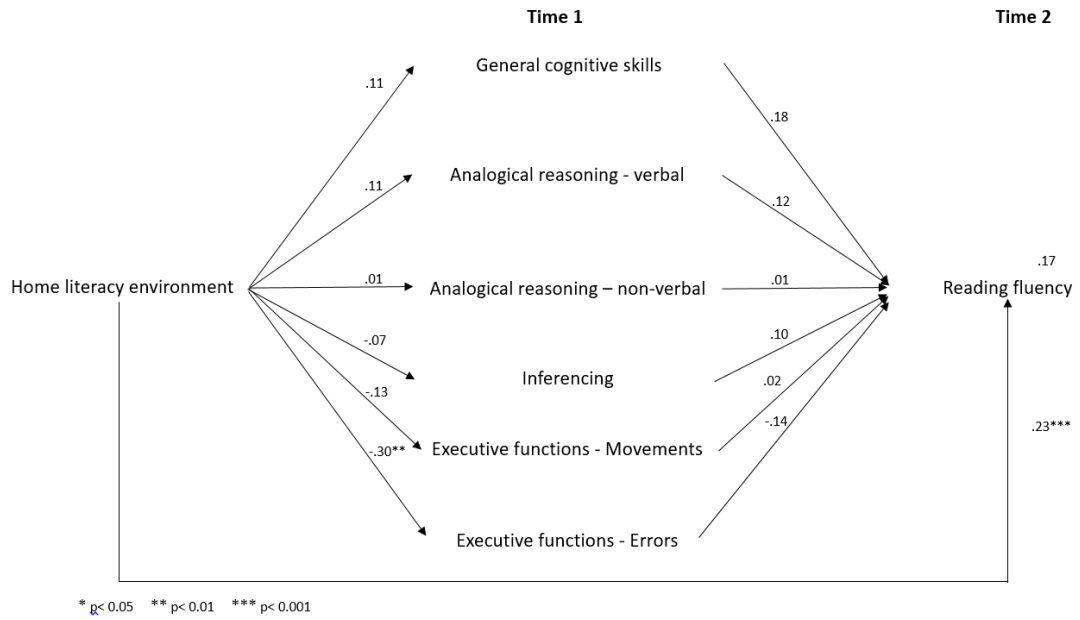 Time 1
Time 2
General cognitive skills
.11
.18
Analogical reasoning - verbal
.11
.12
.17
Home literacy environment
.01
Analogical reasoning – non-verbal
.01
Reading fluency
-.07
.10
Inferencing
-.13
.02
-.14
.23***
-.30**
Executive functions - Movements
Executive functions - Errors
* p< 0.05 ** p< 0.01 *** p< 0.001